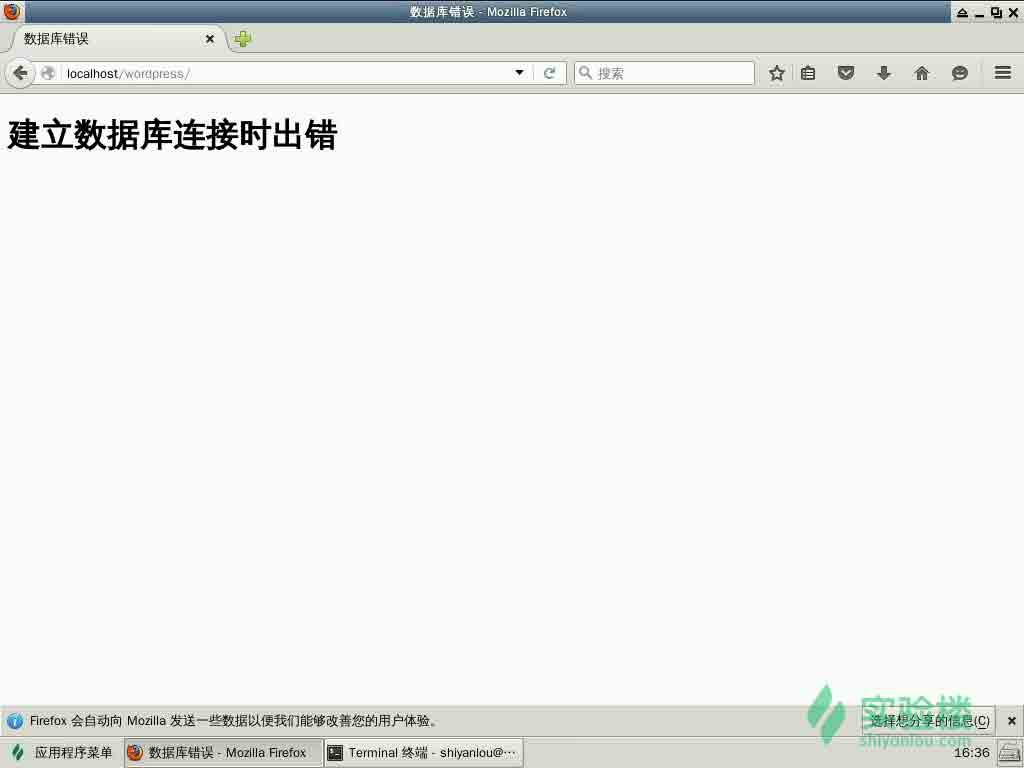 数据库错误 - Mozilla Firefox
数据库错误
localhost/wordpress/
搜索
建立数据库连接时出错
Firefox 会自动向 Mozilla 发送一些数据以便我们能够改善您的用户体验。
选择想分享的信息(C)
实验楼
shiyanlou.com
应用程序菜单
数据库错误 - Mozilla Firefox
Terminal 终端 - shiyanlou@···
16:36